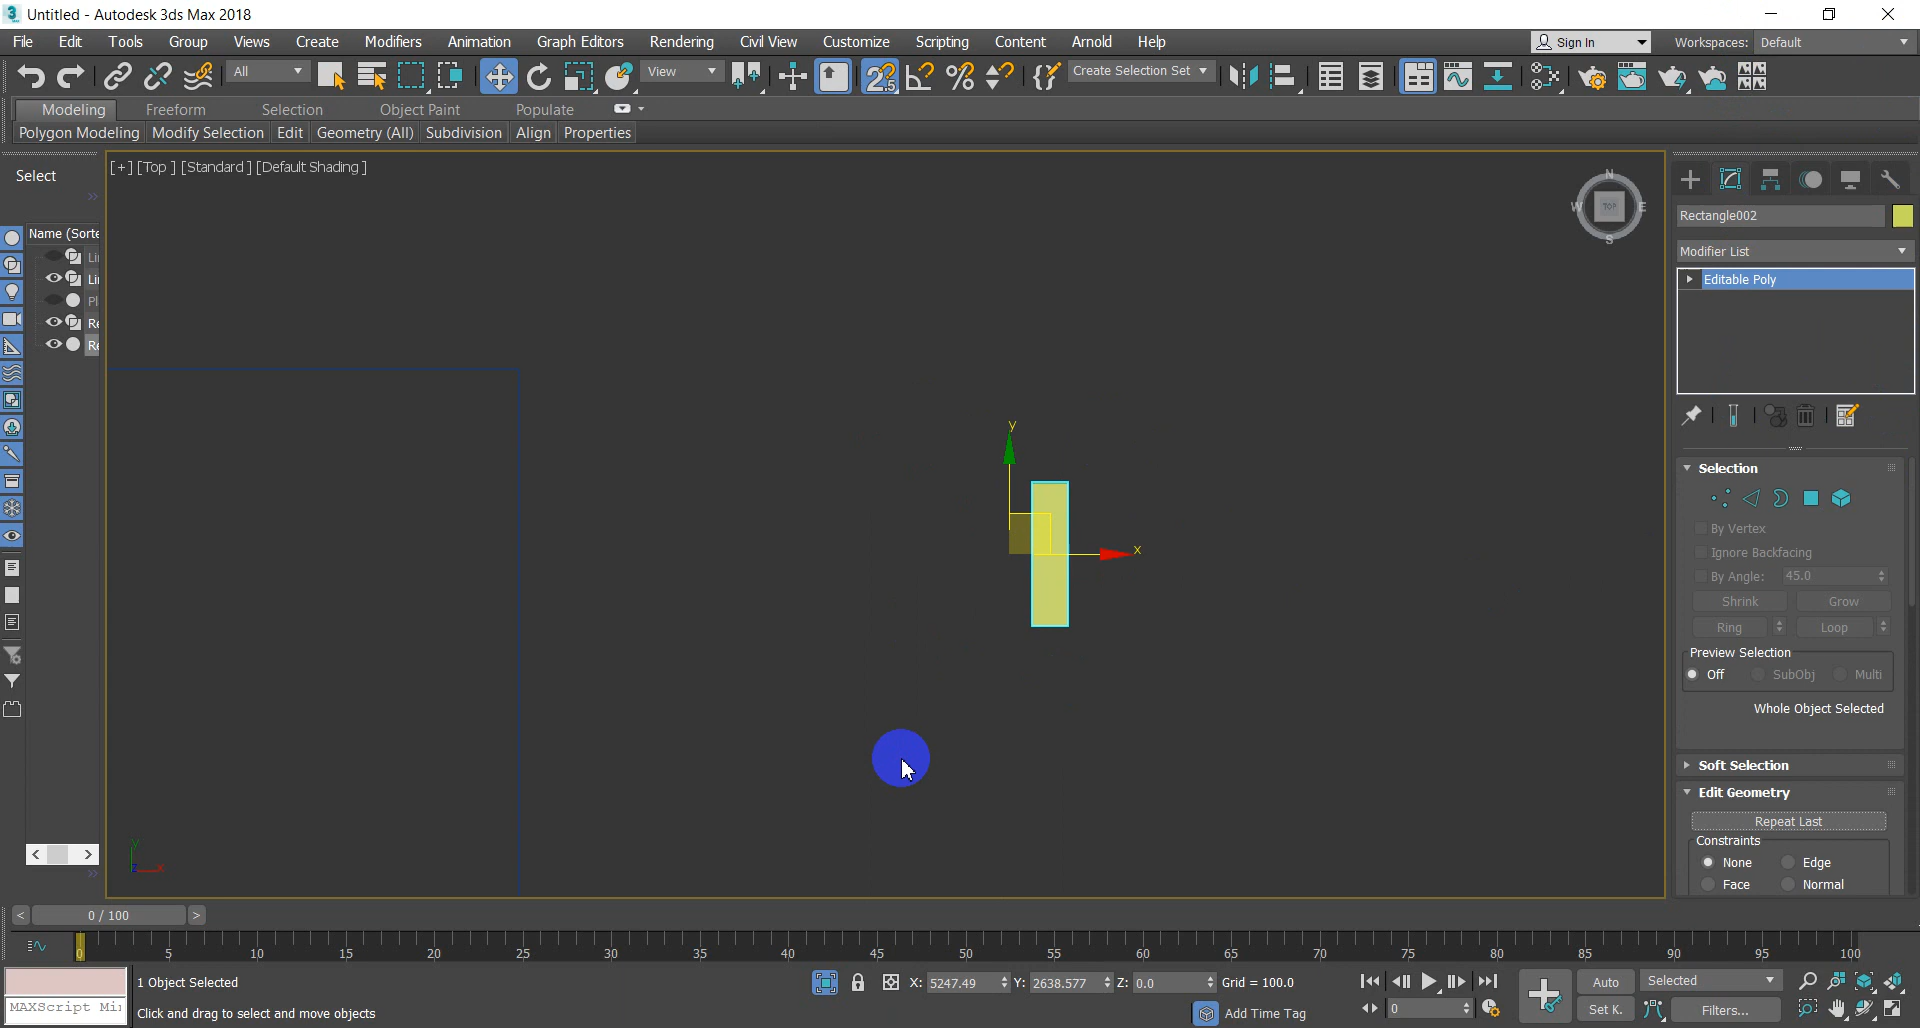 Untitled - Autodesk 3ds Max 2018
File Edit Tools Group Views Create Modifiers Animation Graph Editors Rendering Civil View Customize Scripting Content Arnold Help
Sign In Workspaces: Default
All View Create Selection Set
Modeling Freeform Selection Object Paint Populate
Polygon Modeling Modify Selection Edit Geometry (All) Subdivision Align Properties
Select
[+] [Top ] [Standard ] [Default Shading ]
N
W TOP E
S
Rectangle002
Name (Sorte
Modifier List
Li
Li
Editable Poly
Pl
Re
Re
y
x
Selection
By Vertex
Ignore Backfacing
By Angle: 45.0
Shrink Grow
Ring Loop
Preview Selection
Off SubObj Multi
Whole Object Selected
Soft Selection
Edit Geometry
Repeat Last
Constraints
None Edge
Face Normal
y
z x
< >
< 0 / 100 >
0 5 10 15 20 25 30 35 40 45 50 55 60 65 70 75 80 85 90 95 100
1 Object Selected X: 5247.49 Y: 2638.577 Z: 0.0 Grid = 100.0 Auto Selected
MAXScript Mi Click and drag to select and move objects Add Time Tag 0 Set K. Filters...